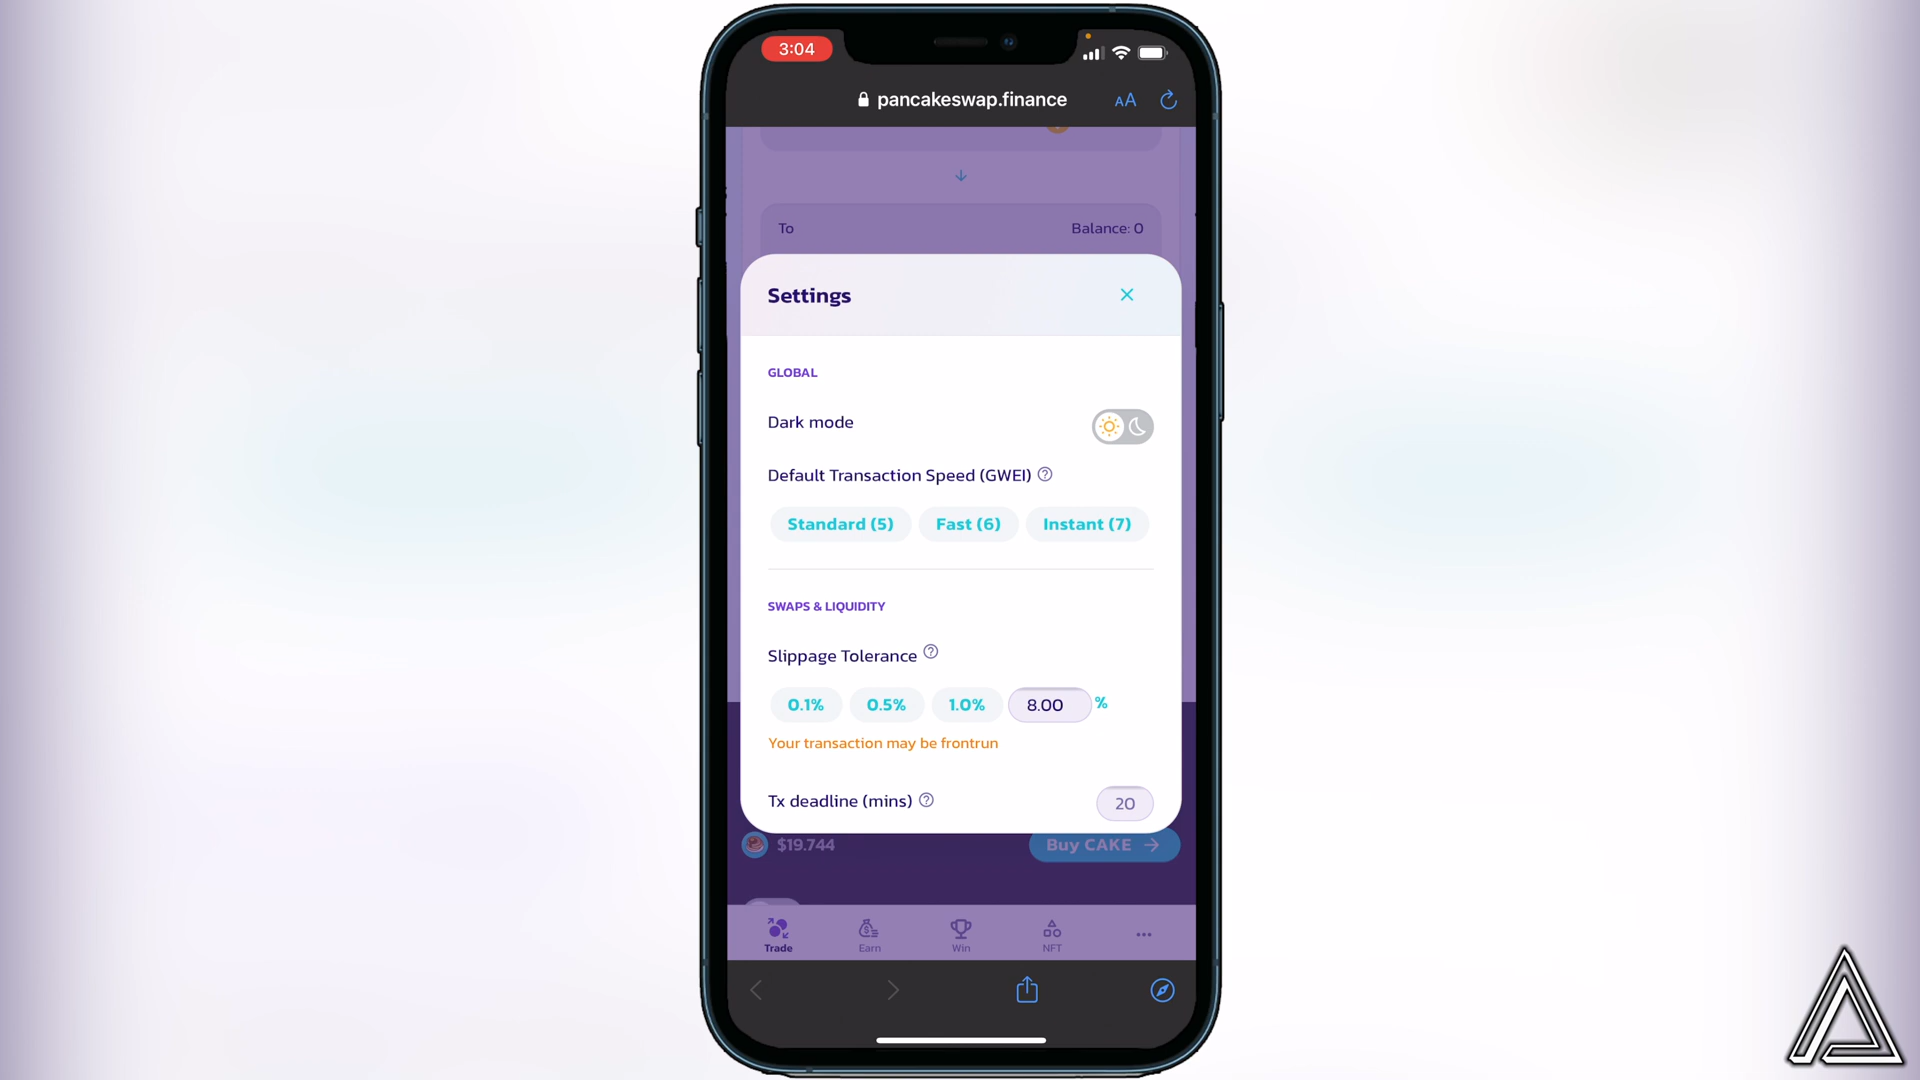 3:04
pancakeswap.finance AA
To Balance: 0
Settings
GLOBAL
Dark mode
Default Transaction Speed (GWEI) ?
Standard (5) Fast (6) Instant (7)
SWAPS & LIQUIDITY
Slippage Tolerance ?
0.1% 0.5% 1.0% 8.00 %
Your transaction may be frontrun
Tx deadline (mins) ? 20
$19.744 Buy CAKE
Trade Earn Win NFT